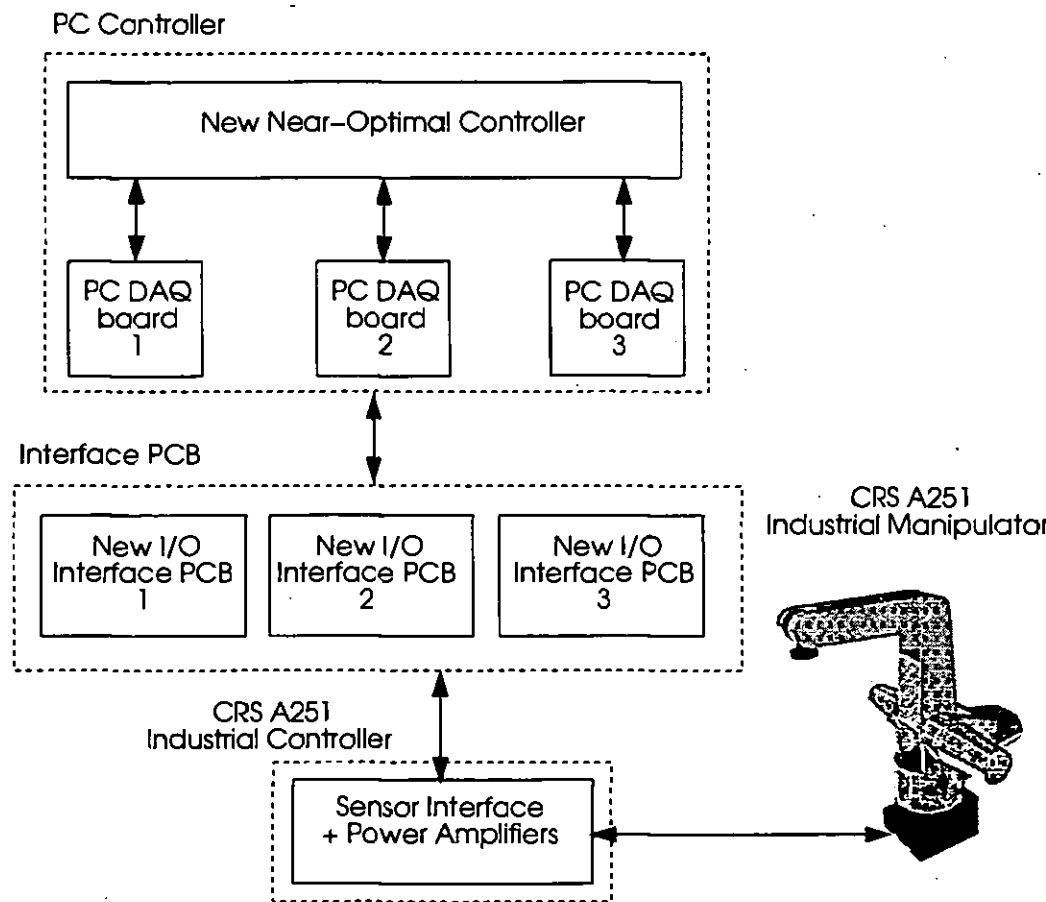 PC Controller
New Near-Optimal Controller
PC DAQ
board
1
PC DAQ
board
2
PC DAQ
board
3
Interface PCB
New I/O
Interface PCB
1
New I/O
Interface PCB
2
New I/O
Interface PCB
3
CRS A251
Industrial Manipulator
CRS A251
Industrial Controller
Sensor Interface
+ Power Amplifiers